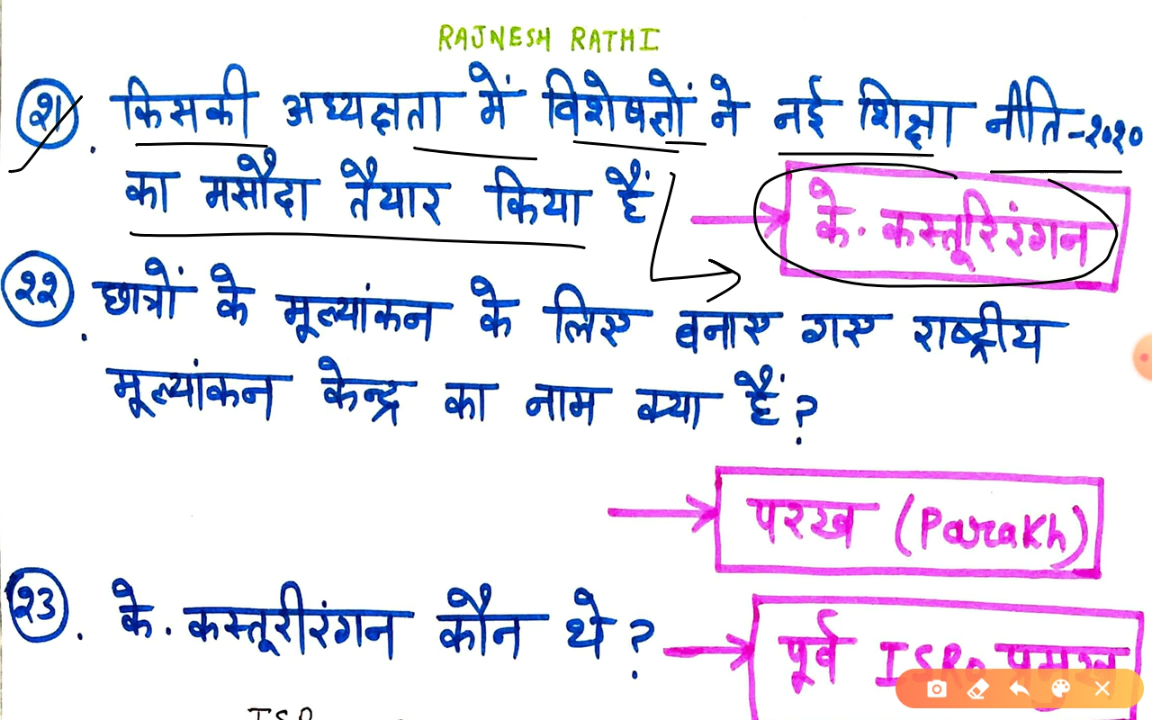 RAJNESH RATHI
२१. किसकी अध्यक्षता में विशेषज्ञों ने नई शिक्षा नीति-२०२०
का मसौदा तैयार किया हैं
→ के. कस्तूरिरंगन
२२. छात्रों के मूल्यांकन के लिए बनाए गए राष्ट्रीय
मूल्यांकन केन्द्र का नाम क्या हैं?
→ परख (Parakh)
२३. के. कस्तूरीरंगन कौन थे? → पूर्व ISRO प्रमुख